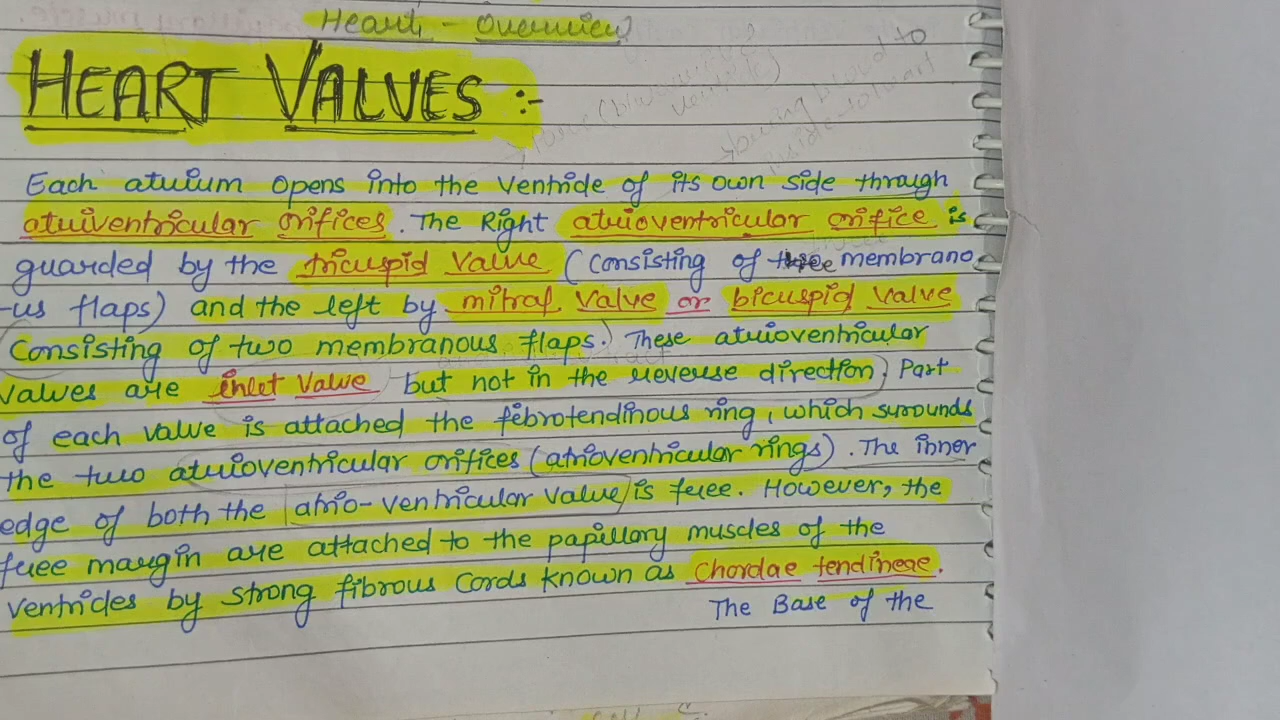 Heart - Overview
HEART VALVES :-
Each atrium opens into the ventricle of its own side through
atriventricular orifices. The Right atrioventricular orifice is
guarded by the tricuspid valve (consisting of three membrano
-us flaps) and the left by mitral valve or bicuspid valve
(consisting of two membranous flaps.) These atrioventricular
valves are inlet valve but not in the reverse direction. Part
of each valve is attached the febrotendinous ring, which surounds
the two atrioventricular orifices (atrioventricular rings). The inner
edge of both the atrio-ventricular valve is free. However, the
free margin are attached to the papillary muscles of the
ventricles by strong fibrous cords known as chordae tendineae.
The Base of the